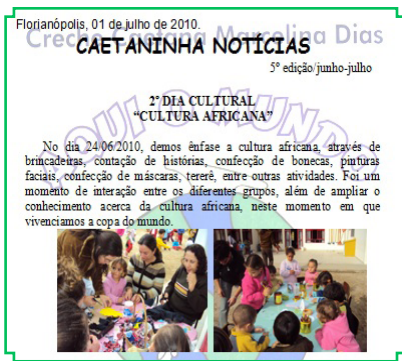 Florianópolis, 01 de julho de 2010.
Creche Caetana Marcelina Dias
CAETANINHA NOTÍCIAS
5º edição/junho-julho
2º DIA CULTURAL
“CULTURA AFRICANA”
AQUI O MUNDO
No dia 24/06/2010, demos ênfase a cultura africana, através de
brincadeiras, contação de histórias, confecção de bonecas, pinturas
faciais, confecção de máscaras, tererê, entre outras atividades. Foi um
momento de interação entre os diferentes grupos, além de ampliar o
conhecimento acerca da cultura africana, neste momento em que
vivenciamos a copa do mundo.